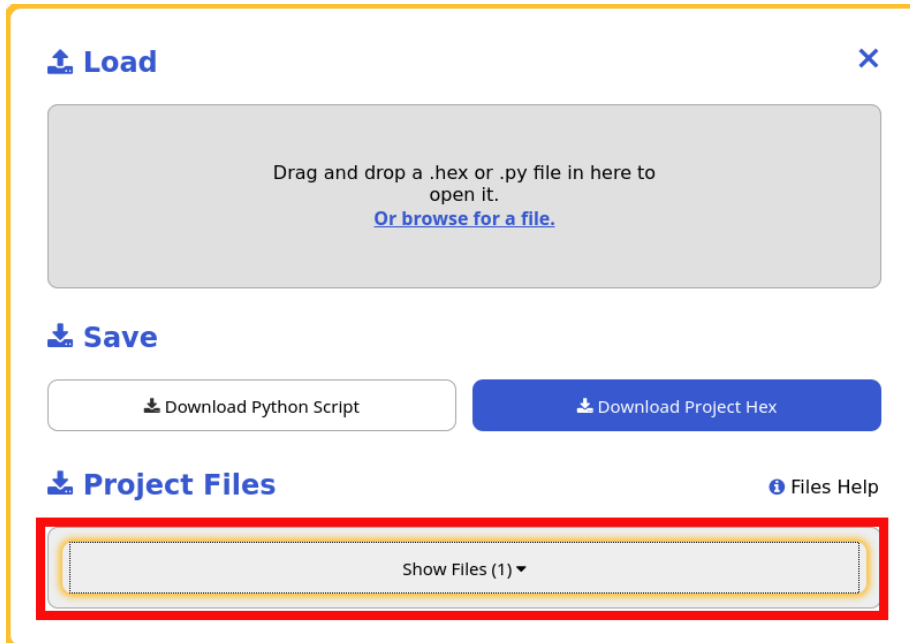 Load
Drag and drop a .hex or .py file in here to
open it.
Or browse for a file.
Save
Download Python Script
Download Project Hex
Project Files
Files Help
Show Files (1)